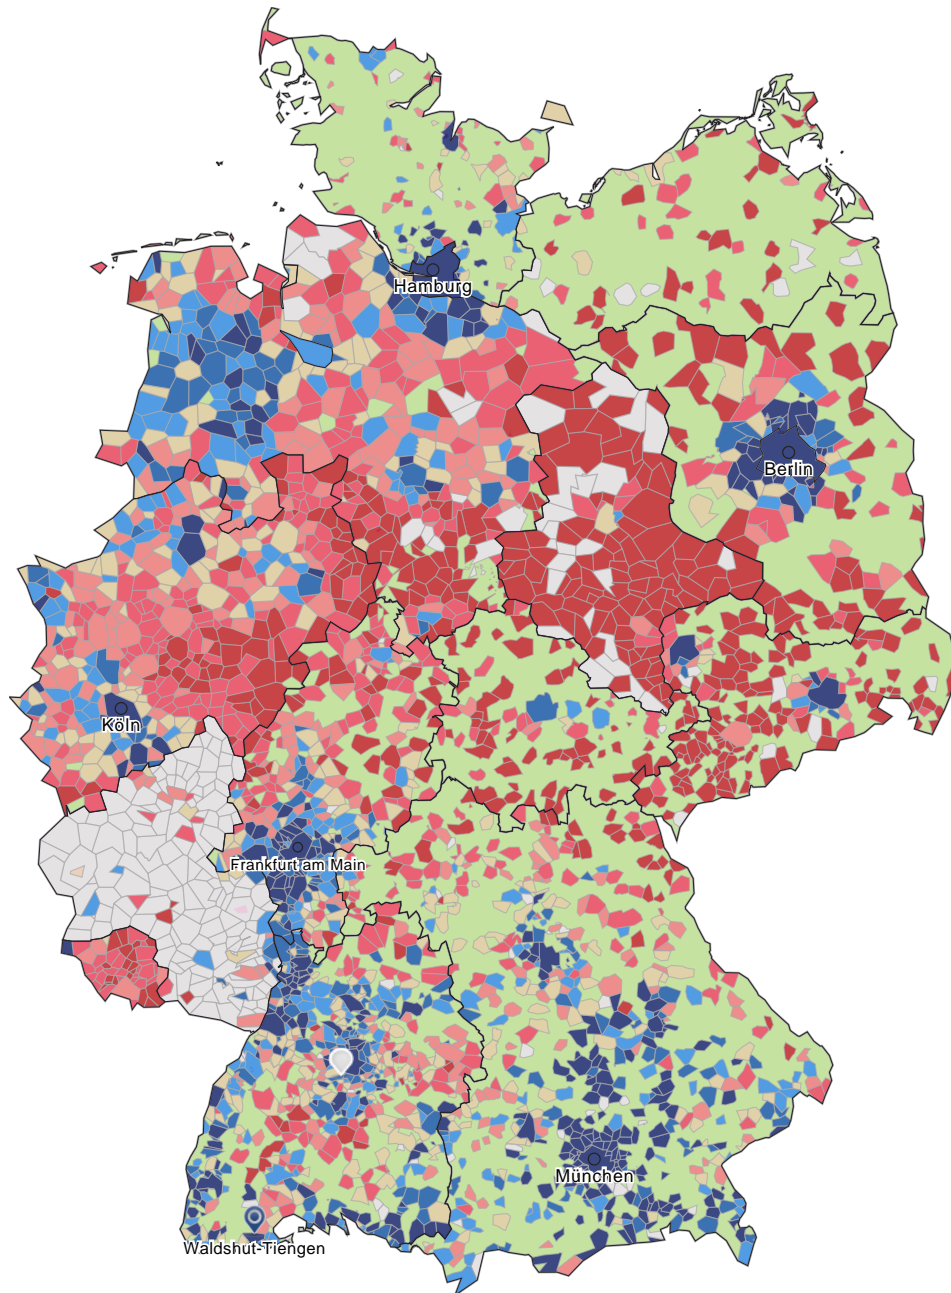 Hamburg
Berlin
Köln
Frankfurt am Main
München
Waldshut-Tiengen